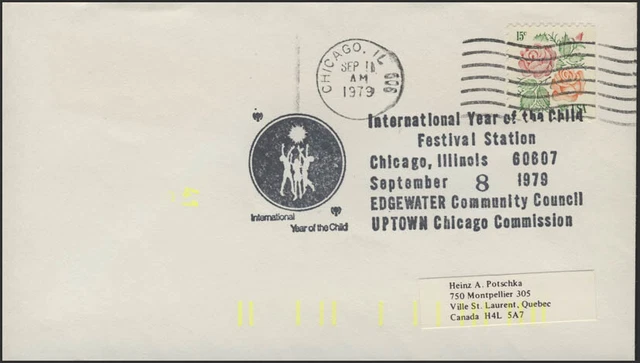 CHICAGO, IL 606
SEP 11
AM
1979
15c
International Year of the Child
Festival Station
Chicago, Illinois 60607
September 8 1979
EDGEWATER Community Council
UPTOWN Chicago Commission
International
Year of the Child
Heinz A. Potschka
750 Montpellier 305
Ville St. Laurent, Quebec
Canada H4L 5A7